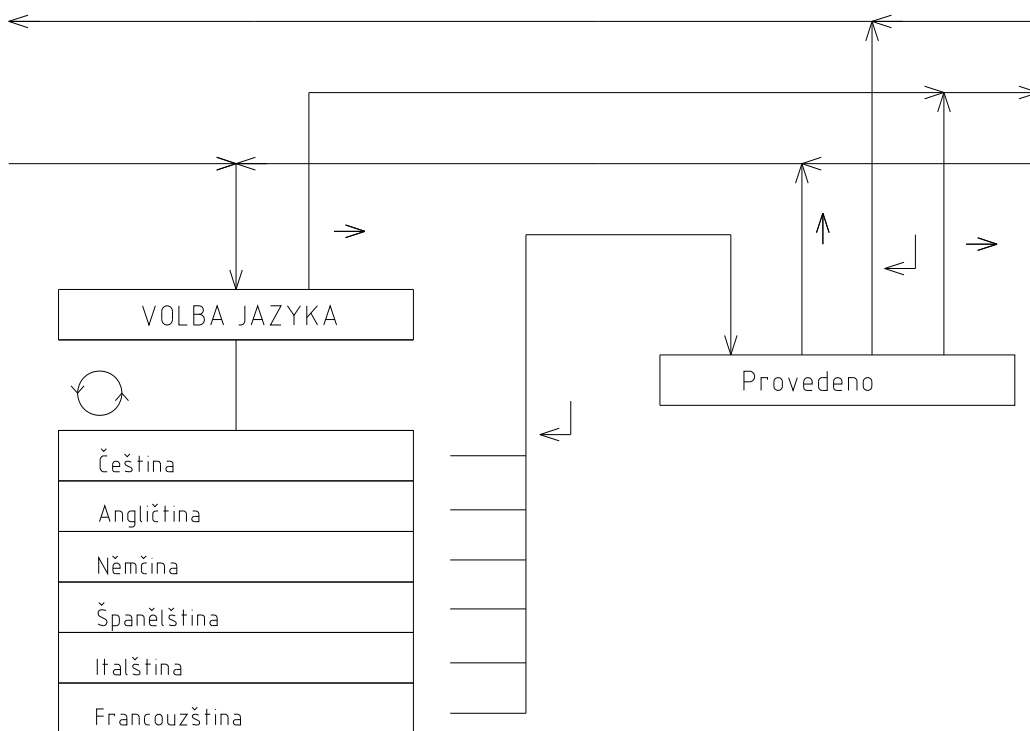 VOLBA JAZYKA
Provedeno
Čeština
Angličtina
Němčina
Španělština
Italština
Francouzština